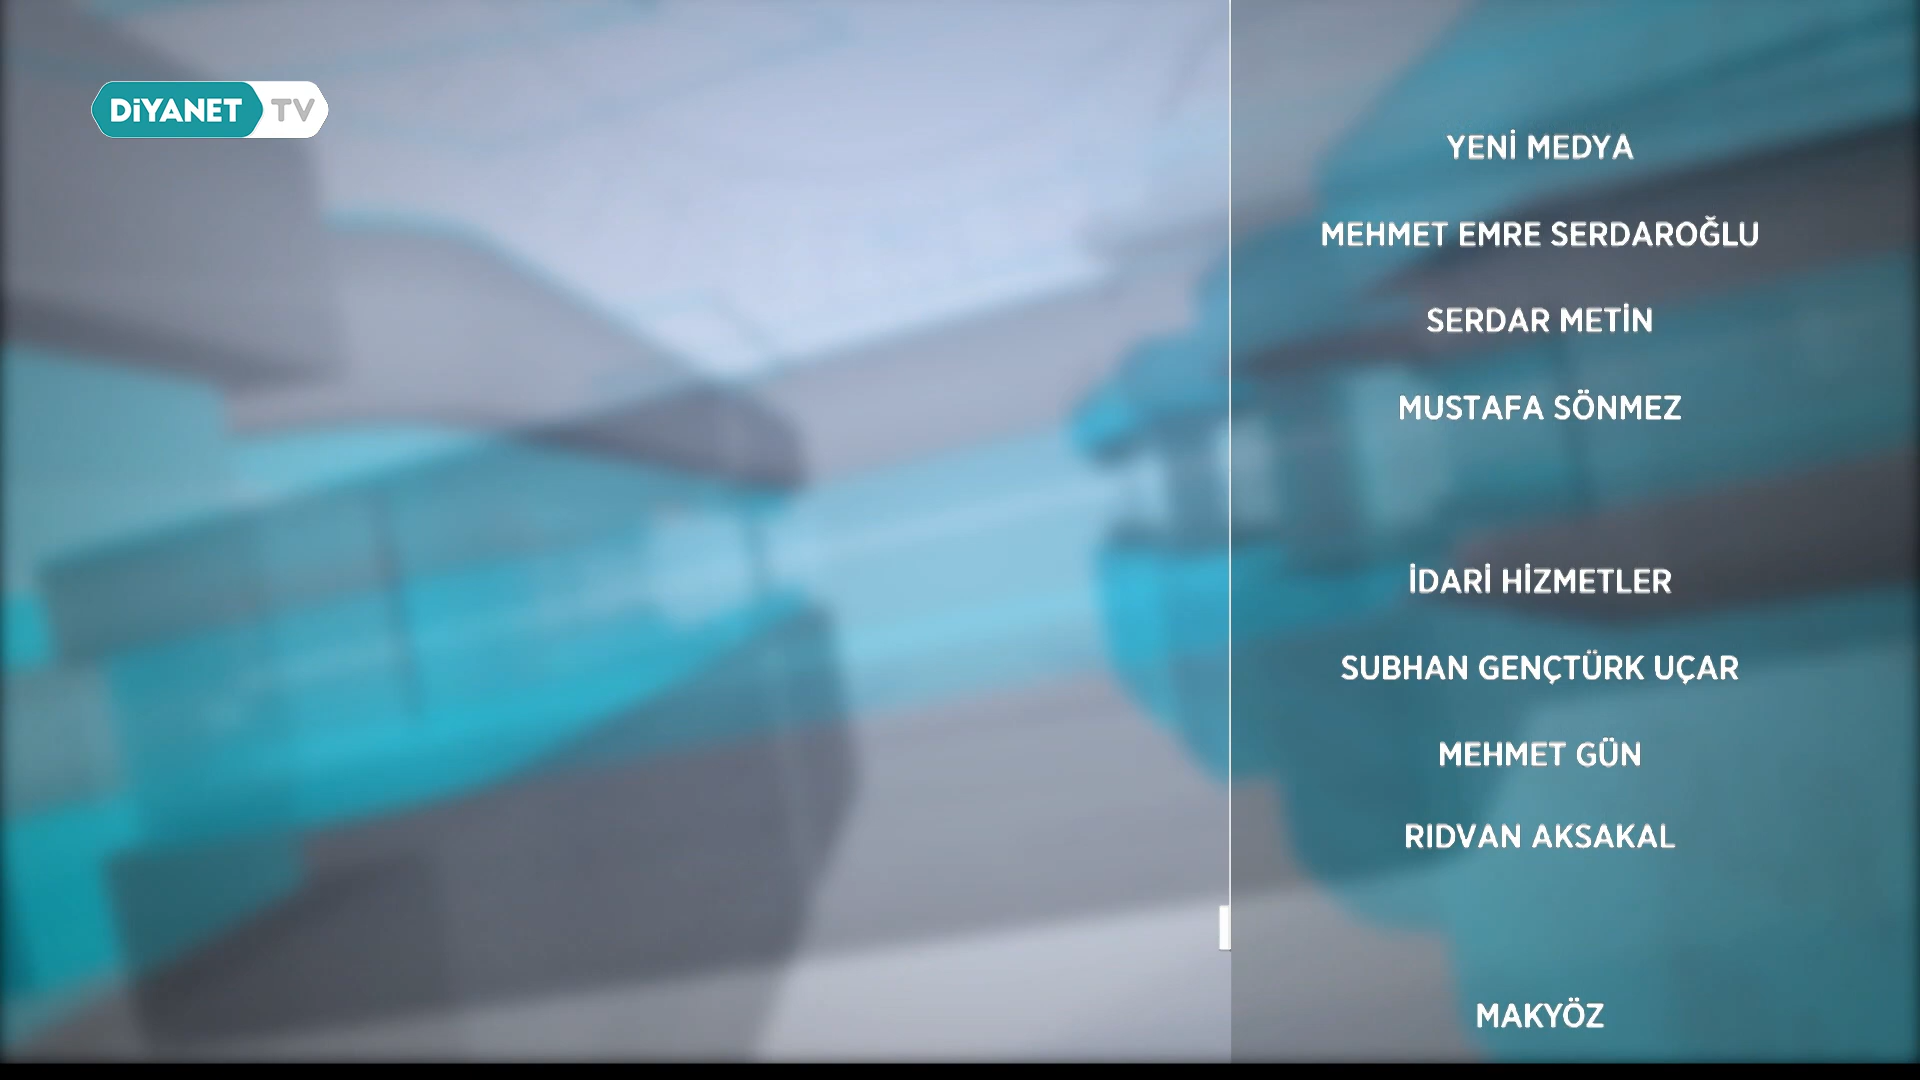 DİYANET TV
YENİ MEDYA
MEHMET EMRE SERDAROĞLU
SERDAR METİN
MUSTAFA SÖNMEZ
İDARİ HİZMETLER
SUBHAN GENÇTÜRK UÇAR
MEHMET GÜN
RIDVAN AKSAKAL
MAKYÖZ